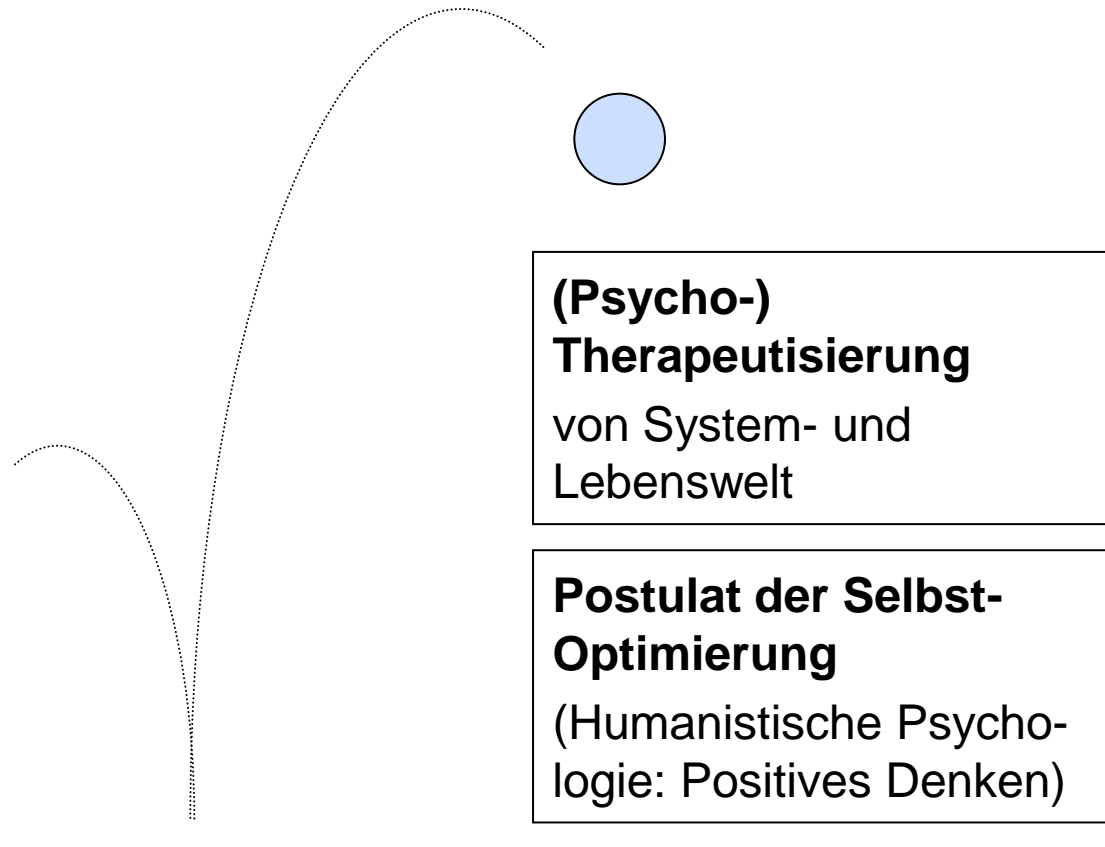 (Psycho-)
Therapeutisierung
von System- und
Lebenswelt
Postulat der Selbst-
Optimierung
(Humanistische Psycho-
logie: Positives Denken)